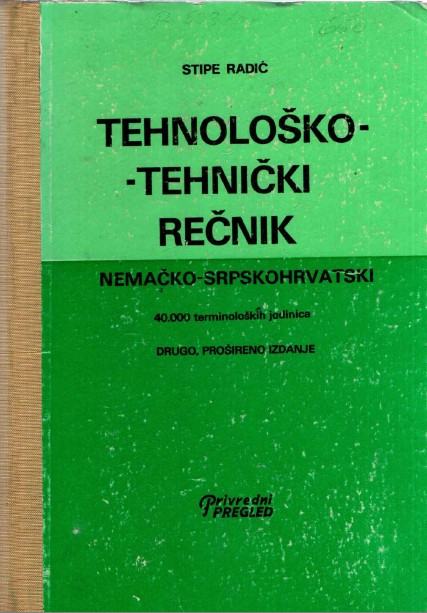 STIPE RADIĆ
TEHNOLOŠKO-
-TEHNIČKI
REČNIK
NEMAČKO-SRPSKOHRVATSKI
40.000 terminoloških jedinica
DRUGO, PROŠIRENO IZDANJE
Privredni
PREGLED